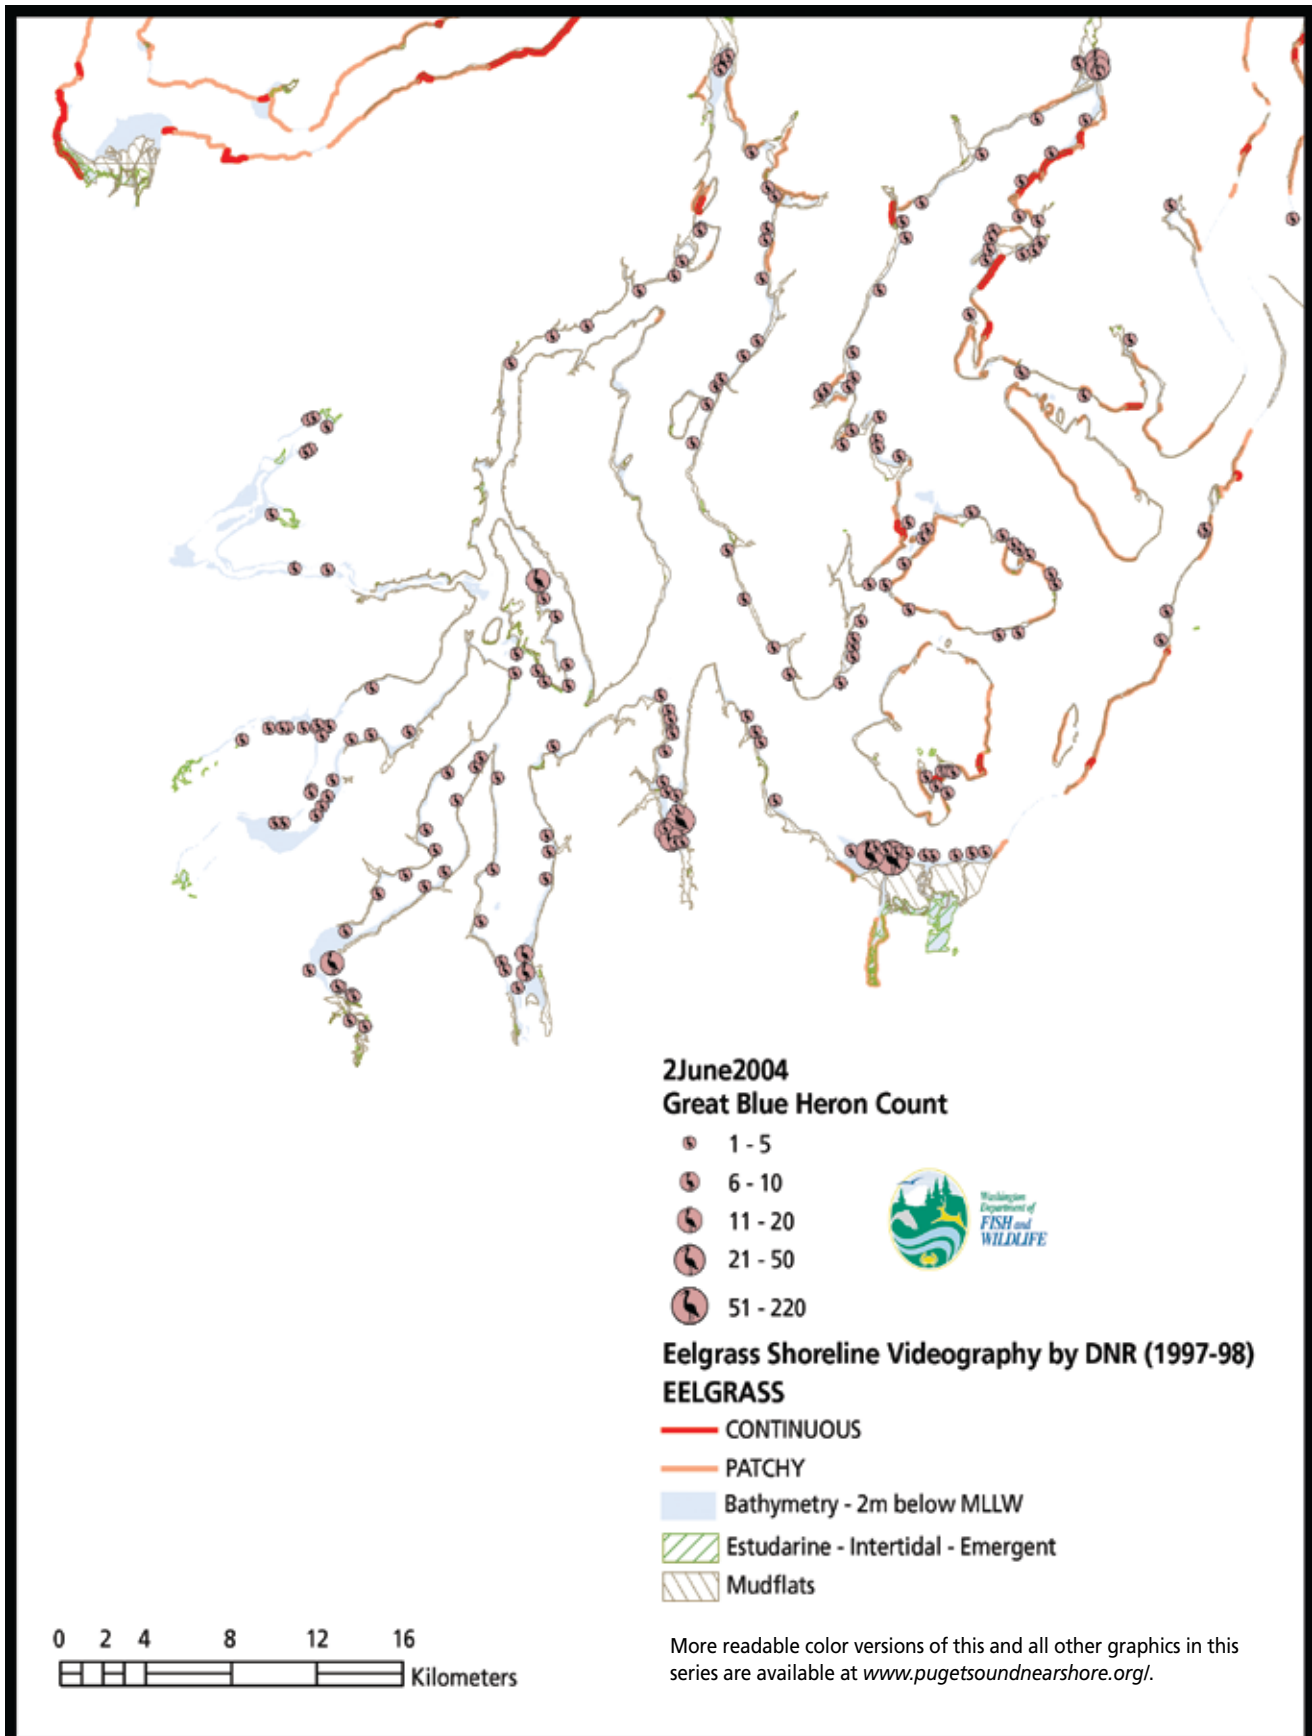 2June2004
Great Blue Heron Count
1 - 5
6 - 10
11 - 20
21 - 50
51 - 220
Washington
Department of
FISH and
WILDLIFE
Eelgrass Shoreline Videography by DNR (1997-98)
EELGRASS
CONTINUOUS
PATCHY
Bathymetry - 2m below MLLW
Estudarine - Intertidal - Emergent
Mudflats
0 2 4 8 12 16
Kilometers
More readable color versions of this and all other graphics in this
series are available at www.pugetsoundnearshore.org/.